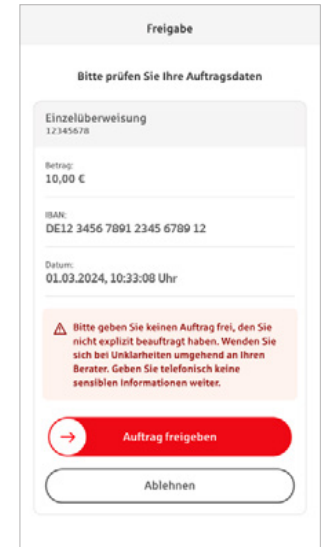 Freigabe
Bitte prüfen Sie Ihre Auftragsdaten
Einzelüberweisung
12345678
Betrag:
10,00 €
IBAN:
DE12 3456 7891 2345 6789 12
Datum:
01.03.2024, 10:33:08 Uhr
Bitte geben Sie keinen Auftrag frei, den Sie
nicht explizit beauftragt haben. Wenden Sie
sich bei Unklarheiten umgehend an Ihren
Berater. Geben Sie telefonisch keine
sensiblen Informationen weiter.
Auftrag freigeben
Ablehnen